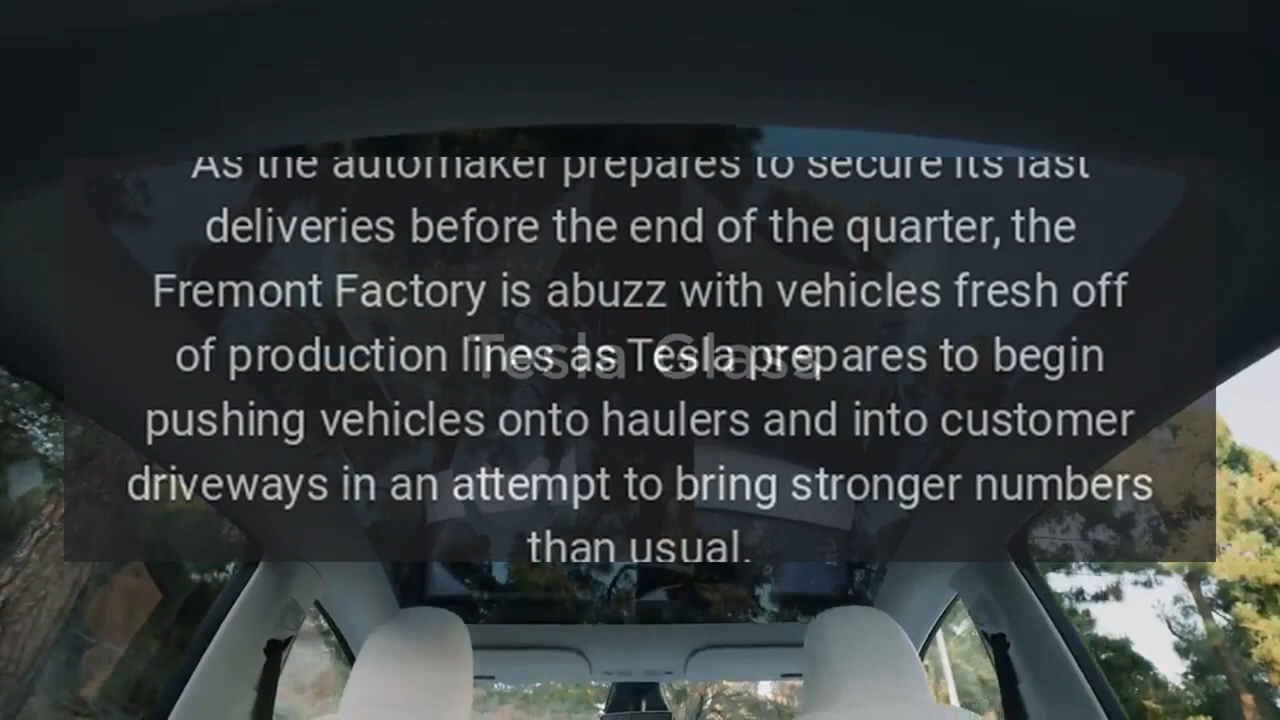 As the automaker prepares to secure its last
deliveries before the end of the quarter, the
Fremont Factory is abuzz with vehicles fresh off
of production lines as Tesla prepares to begin
Tesla Glass
pushing vehicles onto haulers and into customer
driveways in an attempt to bring stronger numbers
than usual.